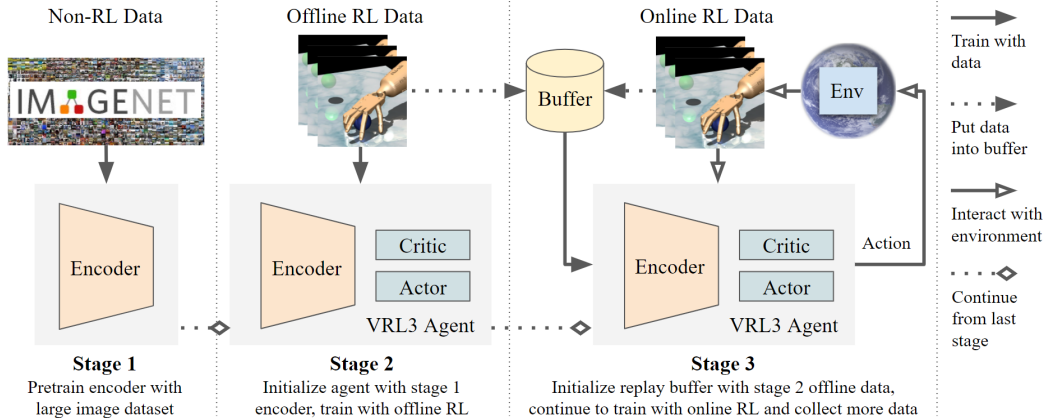 Non-RL Data
IMAGENET
Encoder
Stage 1
Pretrain encoder with
large image dataset
Offline RL Data
Encoder
Critic
Actor
VRL3 Agent
Stage 2
Initialize agent with stage 1
encoder, train with offline RL
Online RL Data
Buffer
Env
Encoder
Critic
Actor
VRL3 Agent
Action
Stage 3
Initialize replay buffer with stage 2 offline data,
continue to train with online RL and collect more data
Train with
data
Put data
into buffer
Interact with
environment
Continue
from last
stage